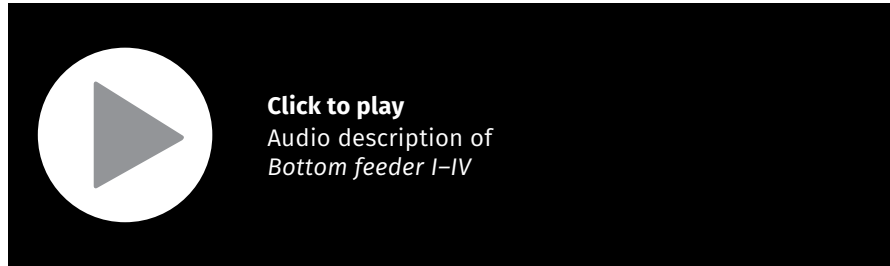 Click to play
Audio description of
Bottom feeder I–IV